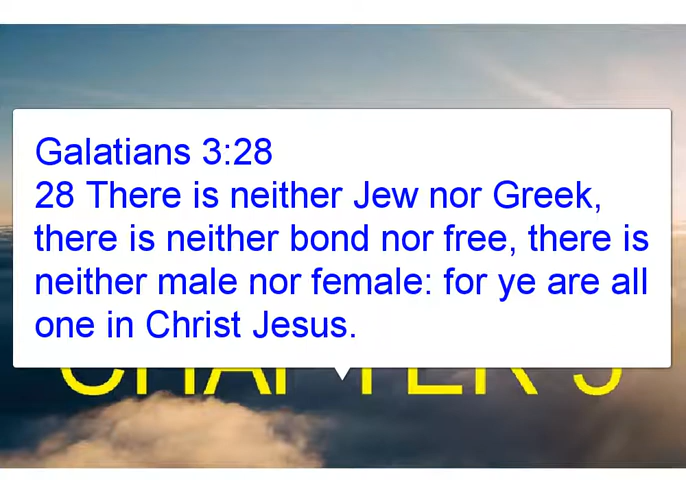 Galatians 3:28
28 There is neither Jew nor Greek,
there is neither bond nor free, there is
neither male nor female: for ye are all
one in Christ Jesus.
CHAPTER